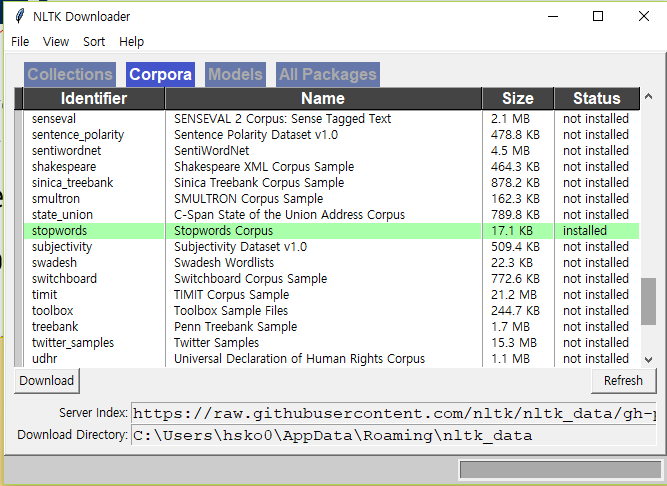 NLTK Downloader
File View Sort Help
Collections Corpora Models All Packages
Identifier Name Size Status
senseval SENSEVAL 2 Corpus: Sense Tagged Text 2.1 MB not installed
sentence_polarity Sentence Polarity Dataset v1.0 478.8 KB not installed
sentiwordnet SentiWordNet 4.5 MB not installed
shakespeare Shakespeare XML Corpus Sample 464.3 KB not installed
sinica_treebank Sinica Treebank Corpus Sample 878.2 KB not installed
smultron SMULTRON Corpus Sample 162.3 KB not installed
state_union C-Span State of the Union Address Corpus 789.8 KB not installed
stopwords Stopwords Corpus 17.1 KB installed
subjectivity Subjectivity Dataset v1.0 509.4 KB not installed
swadesh Swadesh Wordlists 22.3 KB not installed
switchboard Switchboard Corpus Sample 772.6 KB not installed
timit TIMIT Corpus Sample 21.2 MB not installed
toolbox Toolbox Sample Files 244.7 KB not installed
treebank Penn Treebank Sample 1.7 MB not installed
twitter_samples Twitter Samples 15.3 MB not installed
udhr Universal Declaration of Human Rights Corpus 1.1 MB not installed
Download Refresh
Server Index: https://raw.githubusercontent.com/nltk/nltk_data/gh-p
Download Directory: C:\Users\hsko0\AppData\Roaming\nltk_data